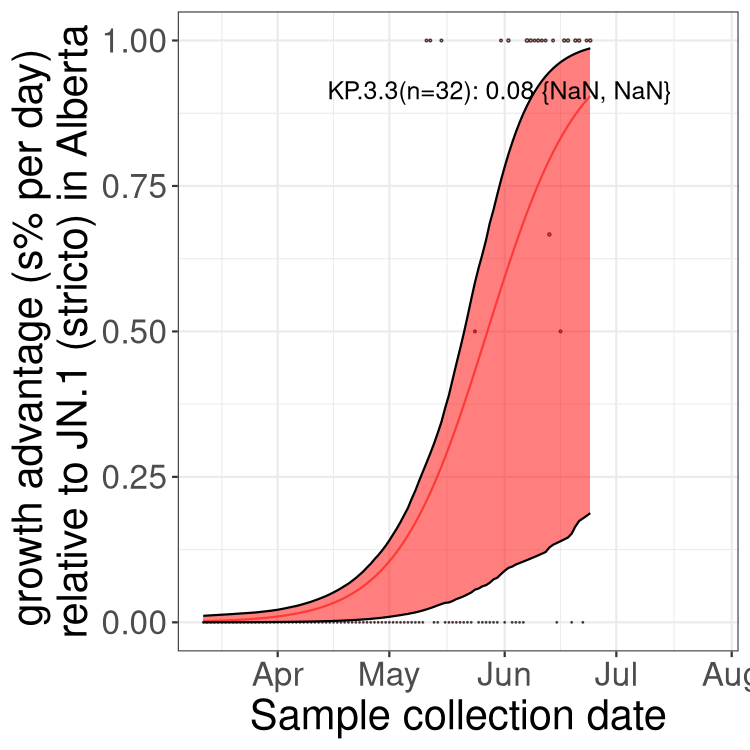 growth advantage (s% per day)
relative to JN.1 (stricto) in Alberta
1.00
0.75
0.50
0.25
0.00
KP.3.3(n=32): 0.08 {NaN, NaN}
Apr May Jun Jul Aug
Sample collection date